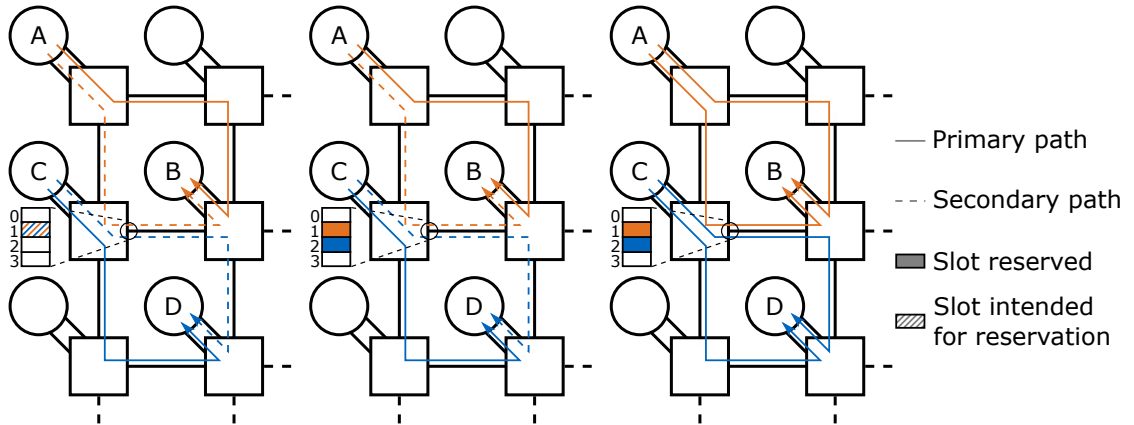 A
A
A
C
B
C
B
C
B
0
1
2
3
0
1
2
3
0
1
2
3
D
D
D
Primary path
Secondary path
Slot reserved
Slot intended
for reservation